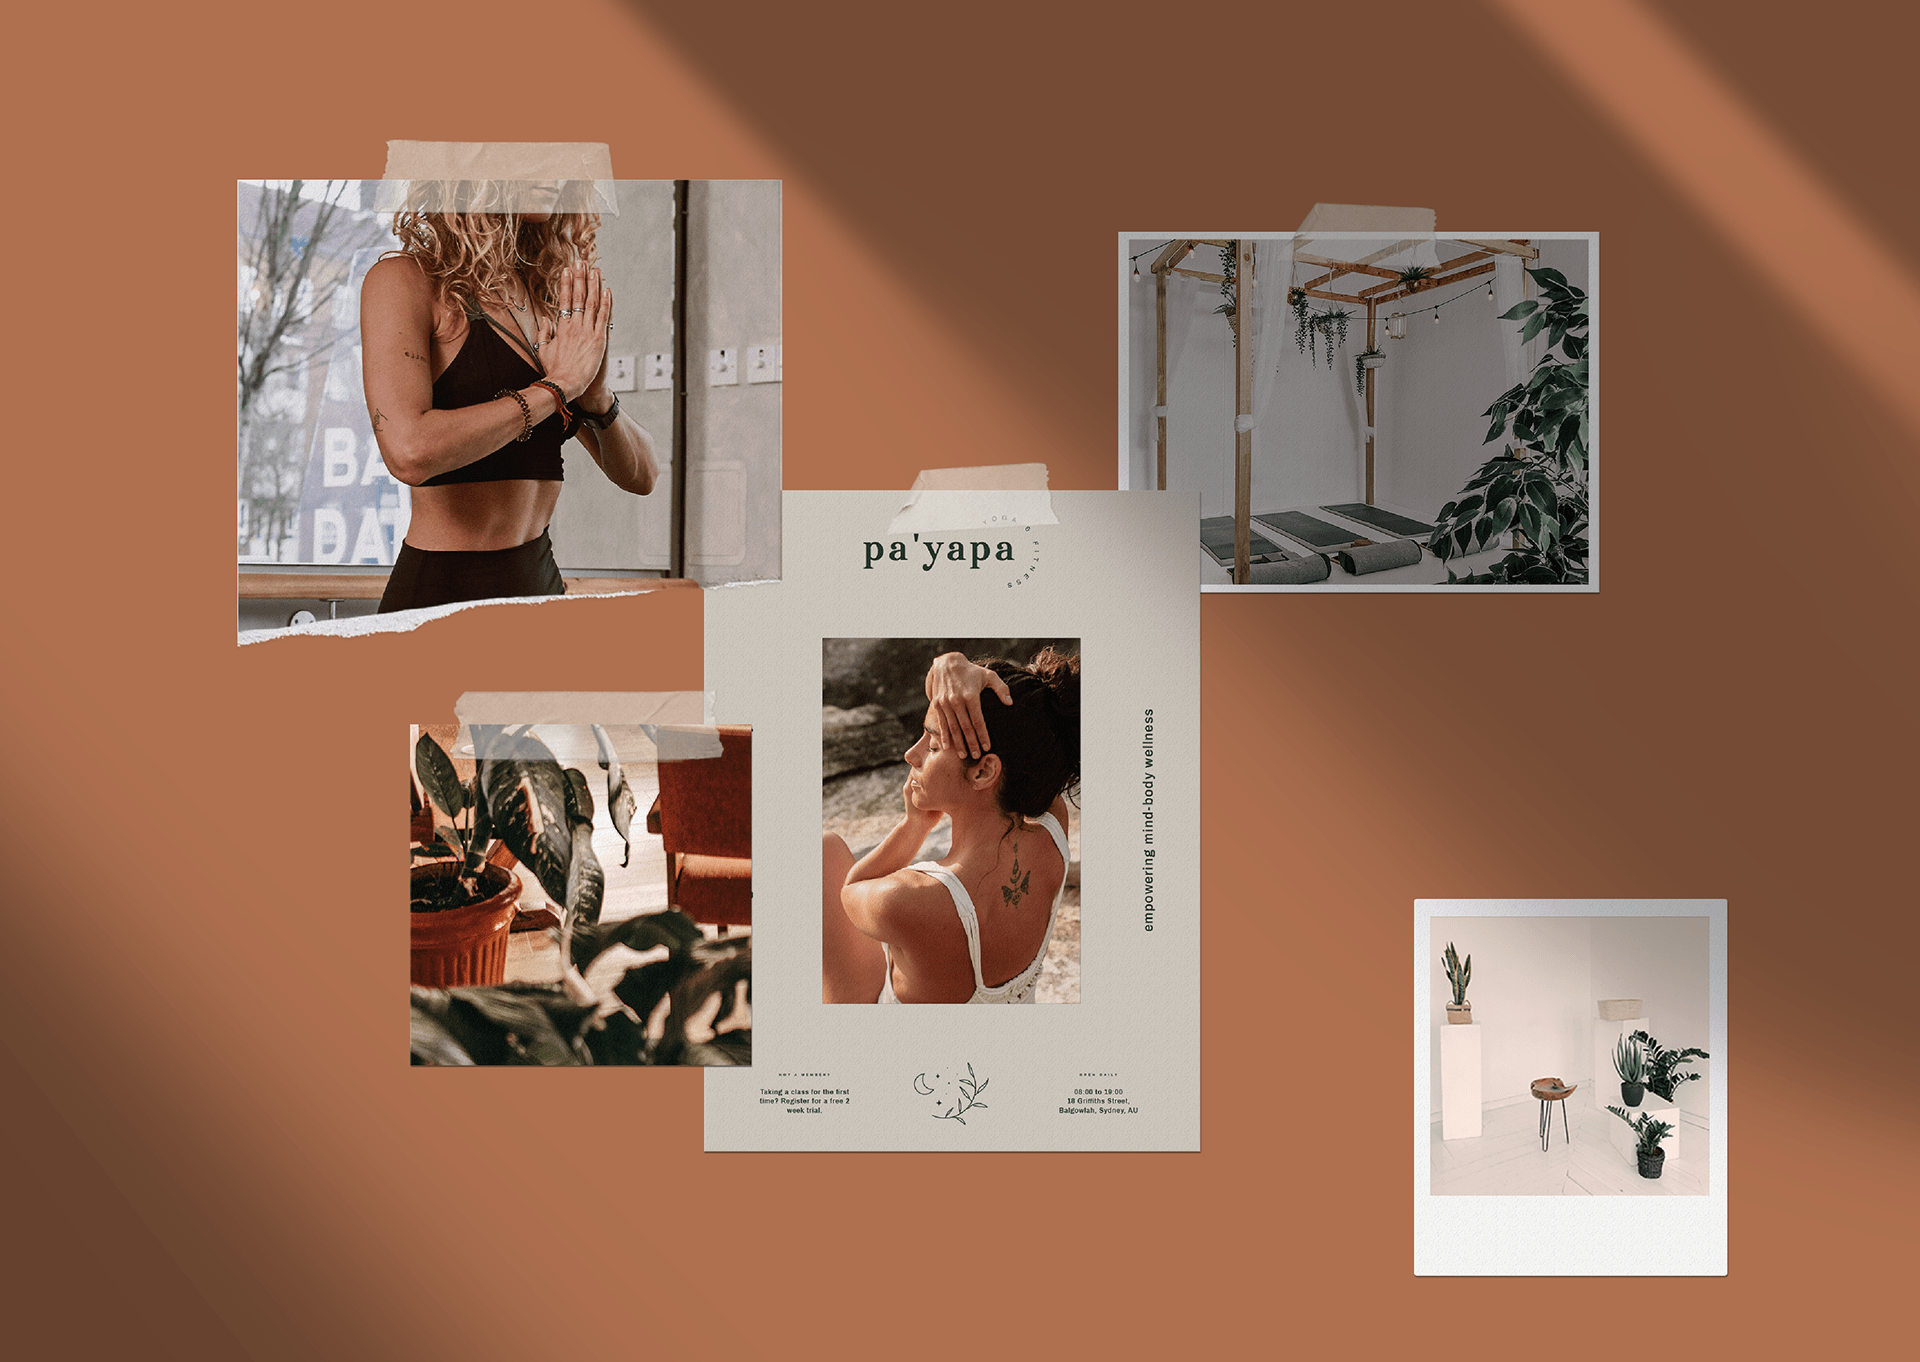 BA
DA
YOGA & FITNESS
pa'yapa
empowering mind-body wellness
NOT A MEMBER?
Taking a class for the first
time? Register for a free 2
week trial.
OPEN DAILY
08:00 to 19:00
18 Griffiths Street,
Balgowlah, Sydney, AU